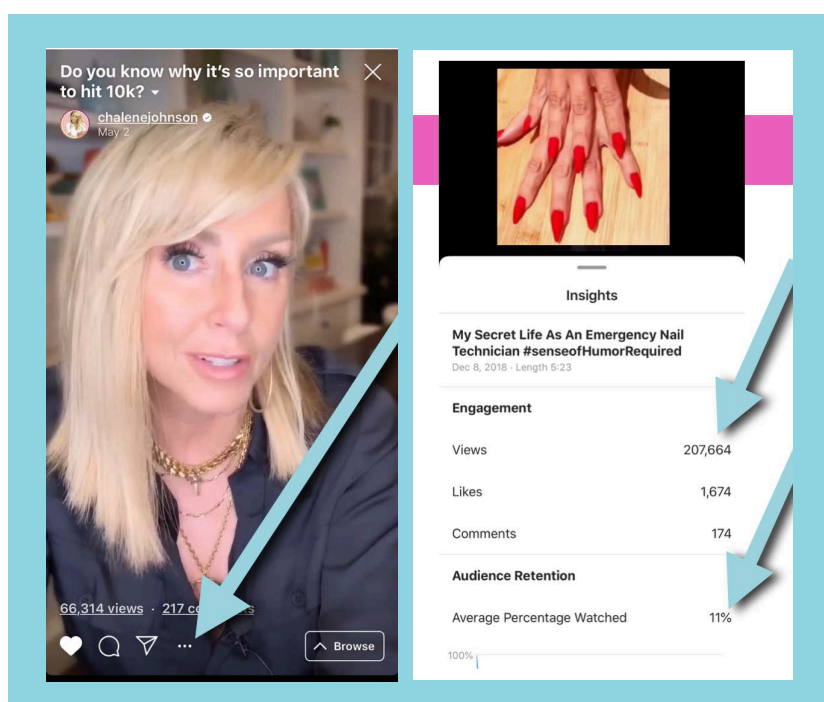 Do you know why it's so important
to hit 10k?
chalenejohnson
May 2
66,314 views · 217
Browse
Insights
My Secret Life As An Emergency Nail
Technician #senseofHumorRequired
Dec 8, 2018 · Length 5:23
Engagement
Views 207,664
Likes 1,674
Comments 174
Audience Retention
Average Percentage Watched 11%
100%